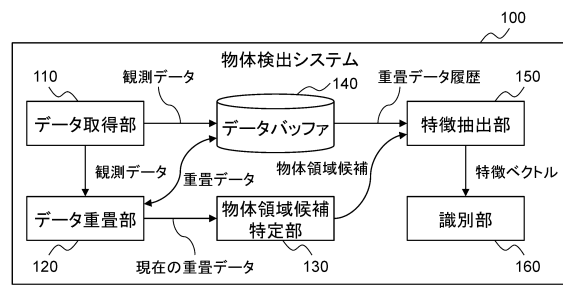 100
物体検出システム
110
観測データ
140
重畳データ履歴
150
データ取得部
データバッファ
特徴抽出部
観測データ
重畳データ
物体領域候補
特徴ベクトル
データ重畳部
物体領域候補
特定部
識別部
120
現在の重畳データ
130
160